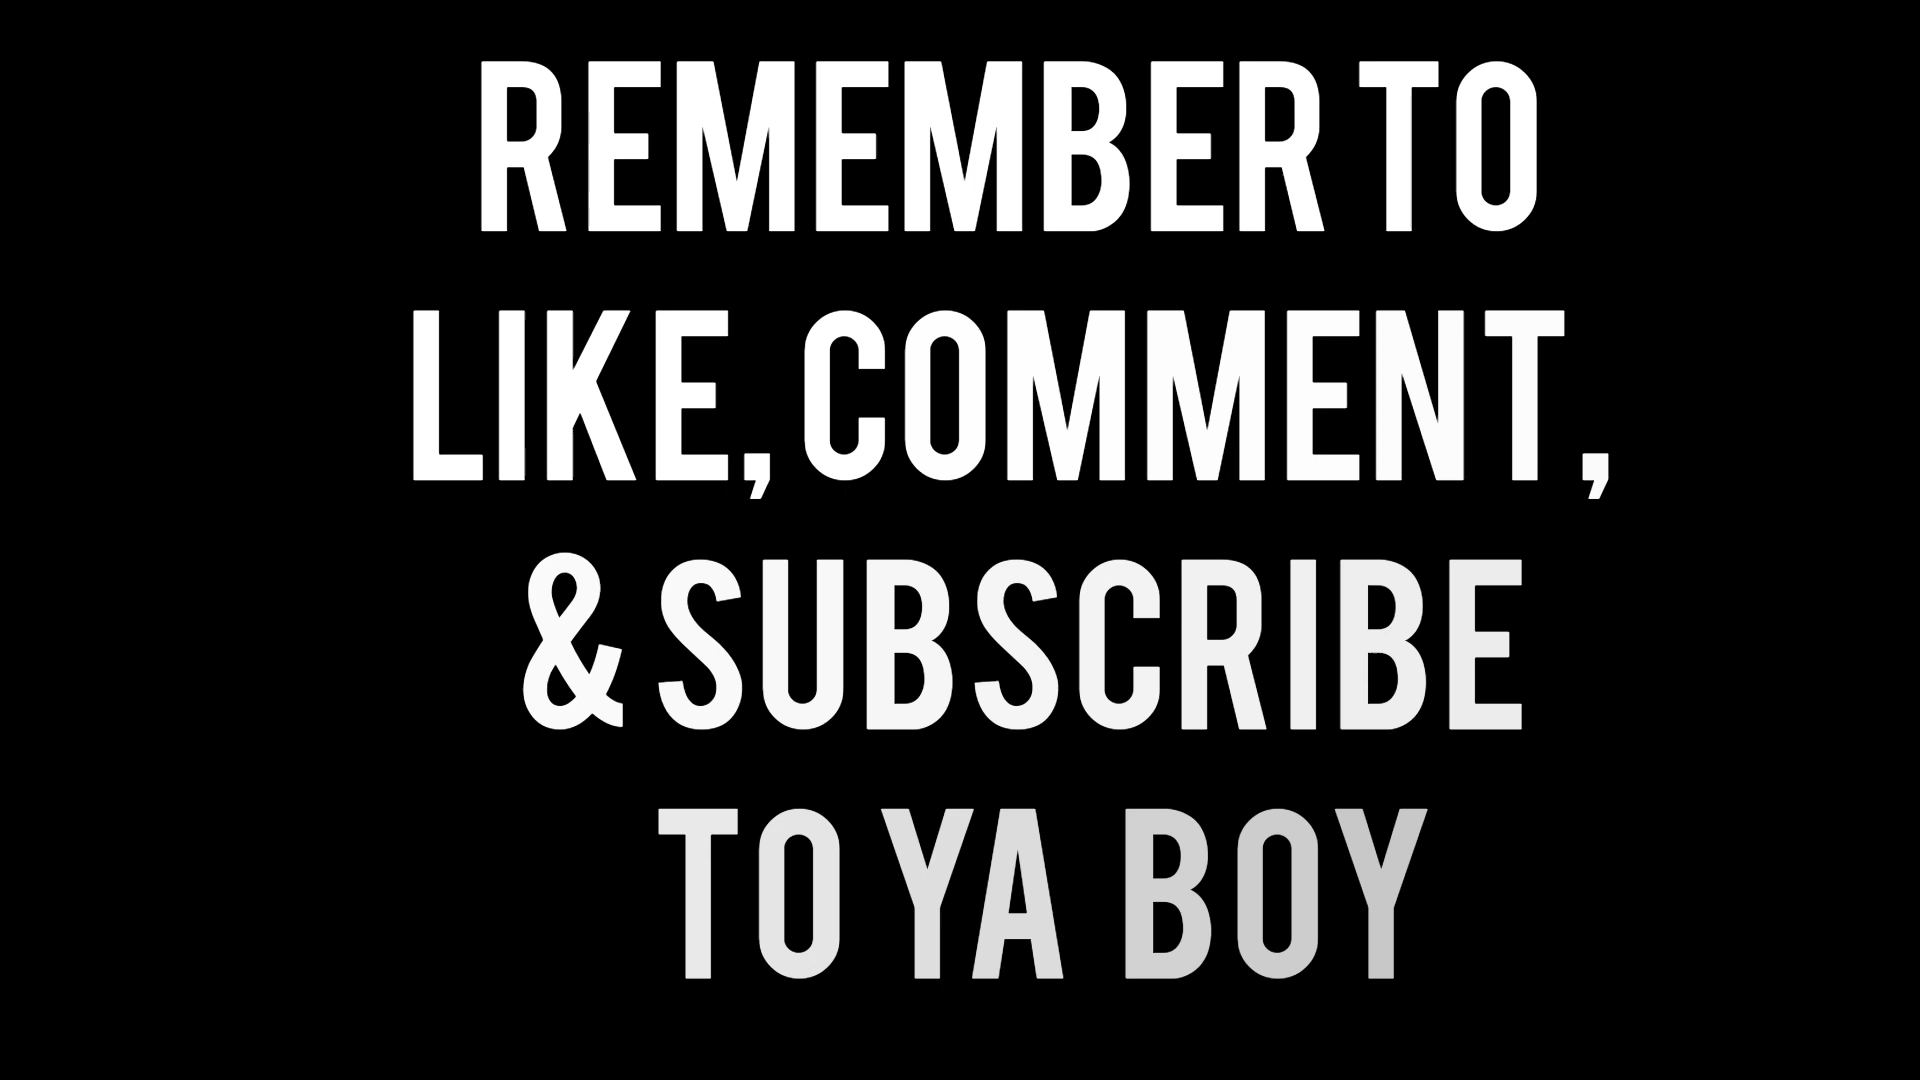 REMEMBER TO
LIKE, COMMENT,
& SUBSCRIBE
TO YA BOY